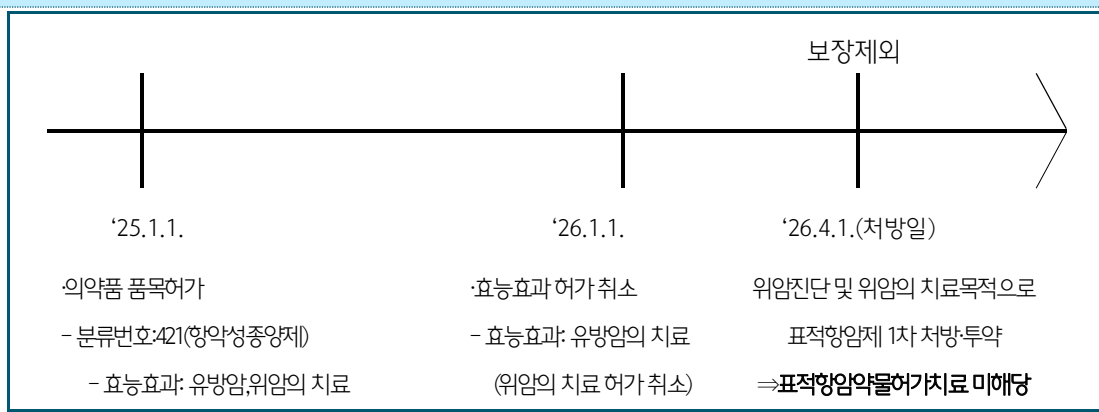 보장제외
‘25.1.1.
‘26.1.1.
‘26.4.1.(처방일)
·의약품 품목허가
·효능효과 허가 취소
위암진단 및 위암의 치료목적으로
- 분류번호:421(항악성종양제)
- 효능효과: 유방암의 치료
표적항암제 1차 처방·투약
- 효능효과: 유방암,위암의 치료
(위암의 치료 허가 취소)
⇒표적항암약물허가치료 미해당